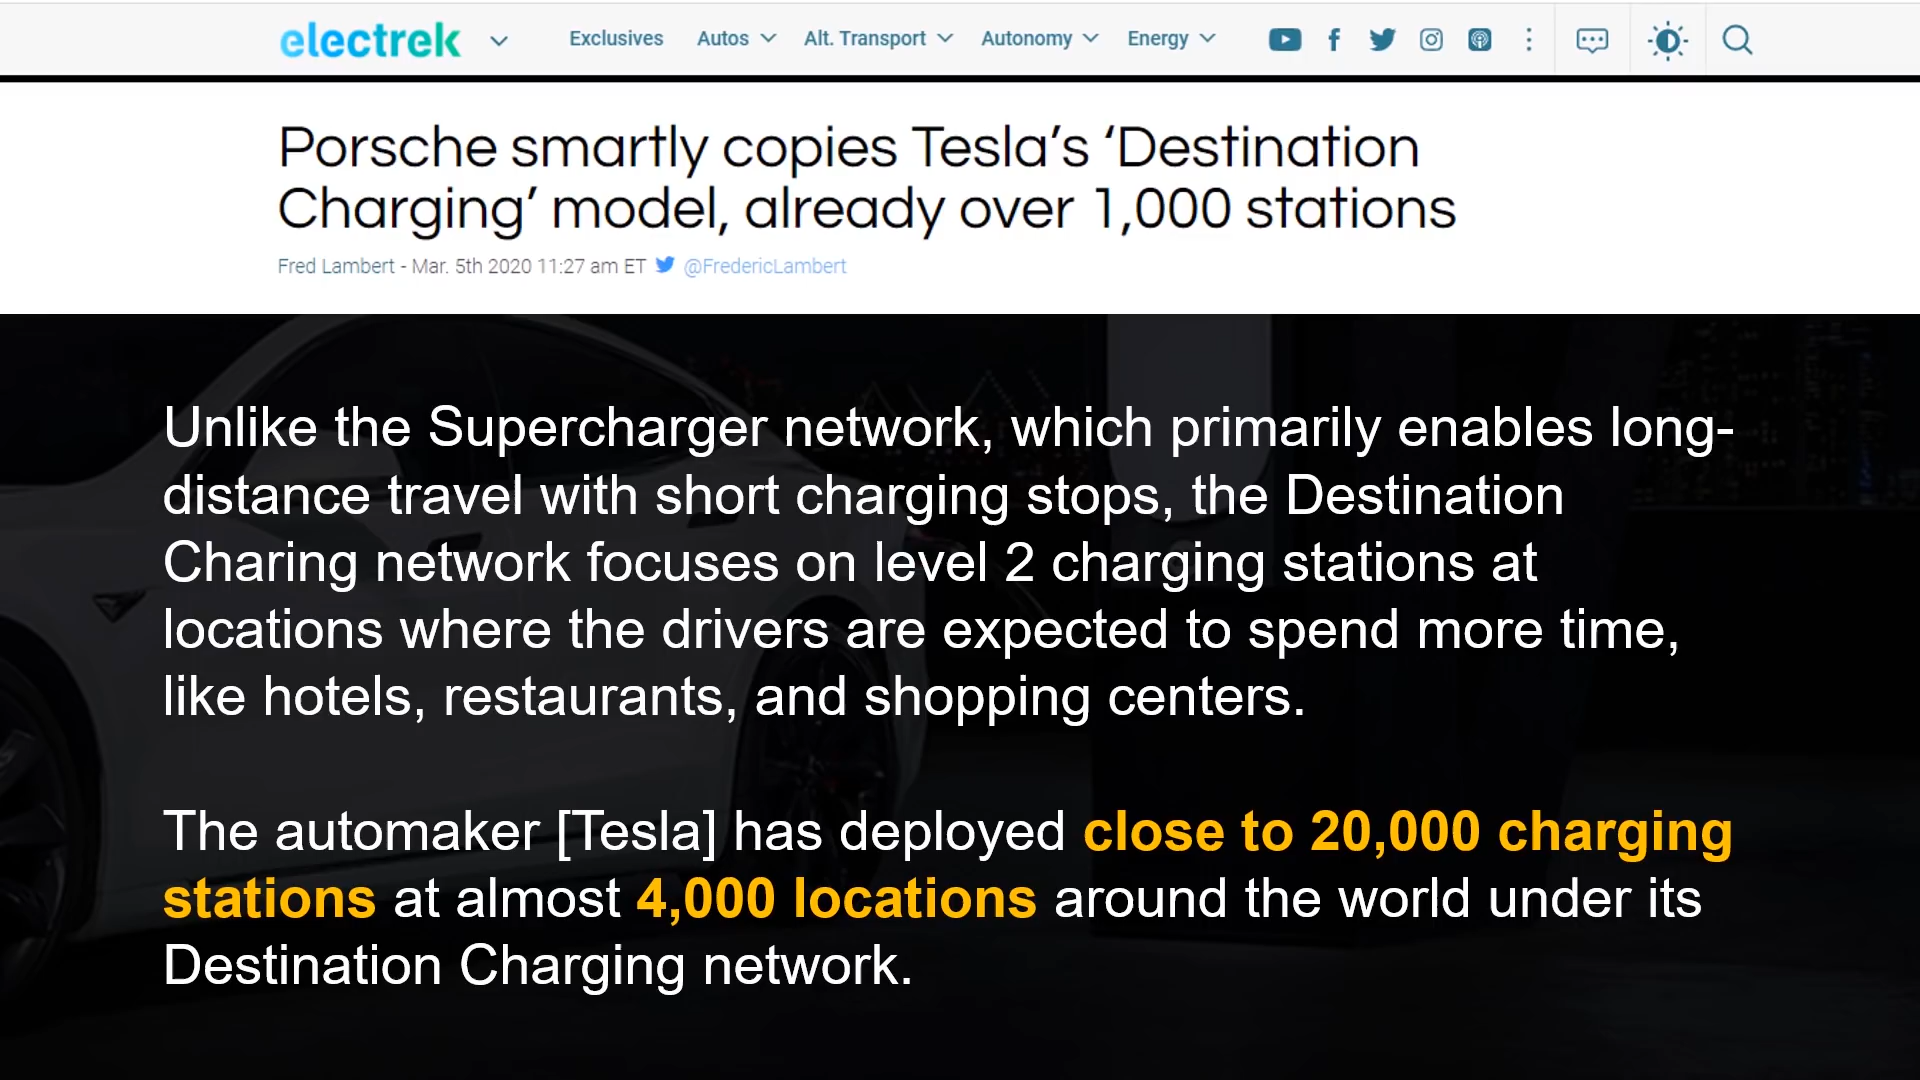 electrek Exclusives Autos Alt. Transport Autonomy Energy
Porsche smartly copies Tesla's ‘Destination
Charging’ model, already over 1,000 stations
Fred Lambert - Mar. 5th 2020 11:27 am ET @FredericLambert
Unlike the Supercharger network, which primarily enables long-
distance travel with short charging stops, the Destination
Charing network focuses on level 2 charging stations at
locations where the drivers are expected to spend more time,
like hotels, restaurants, and shopping centers.
The automaker [Tesla] has deployed close to 20,000 charging
stations at almost 4,000 locations around the world under its
Destination Charging network.